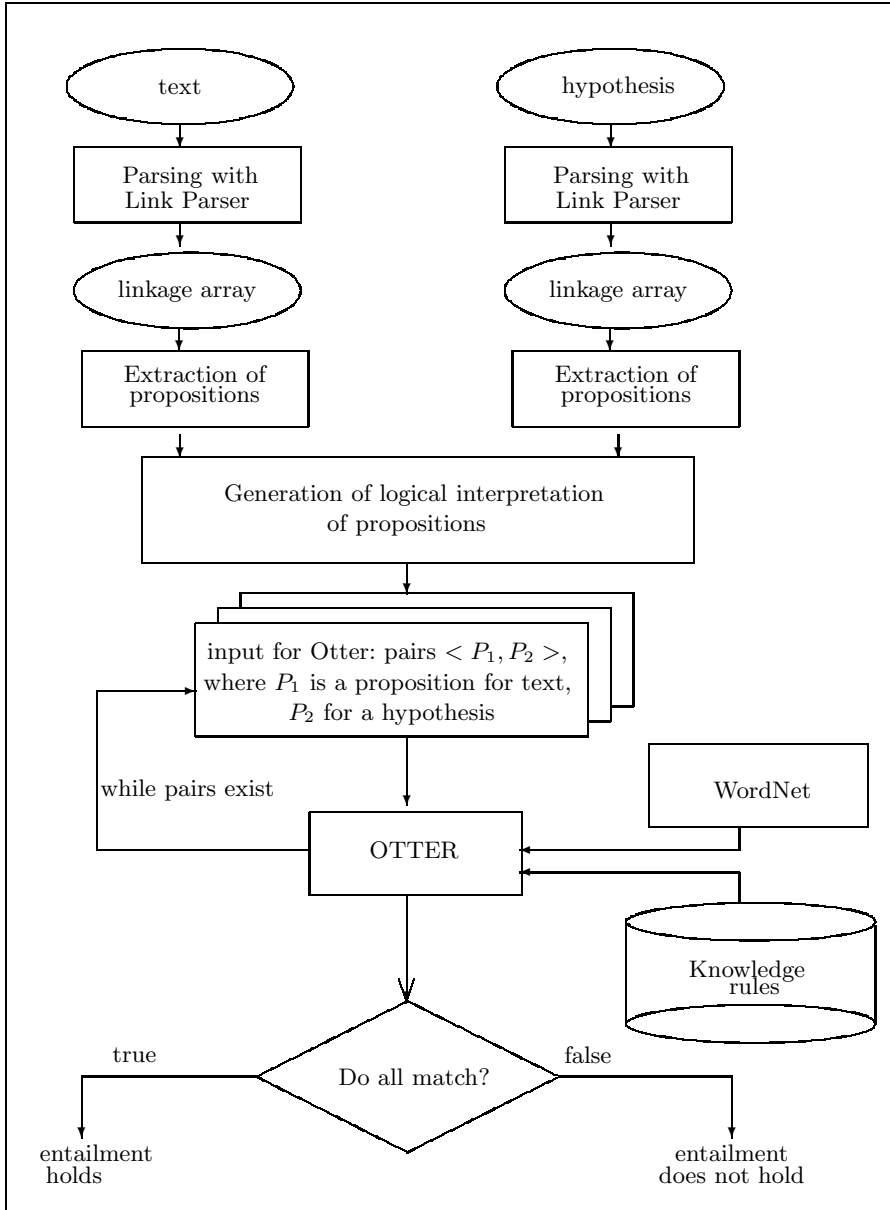 text
hypothesis
Parsing with
Link Parser
Parsing with
Link Parser
linkage array
linkage array
Extraction of
propositions
Extraction of
propositions
Generation of logical interpretation
of propositions
input for Otter: pairs < P₁, P₂ >,
where P₁ is a proposition for text,
P₂ for a hypothesis
while pairs exist
WordNet
OTTER
Knowledge
rules
true
false
Do all match?
entailment
holds
entailment
does not hold